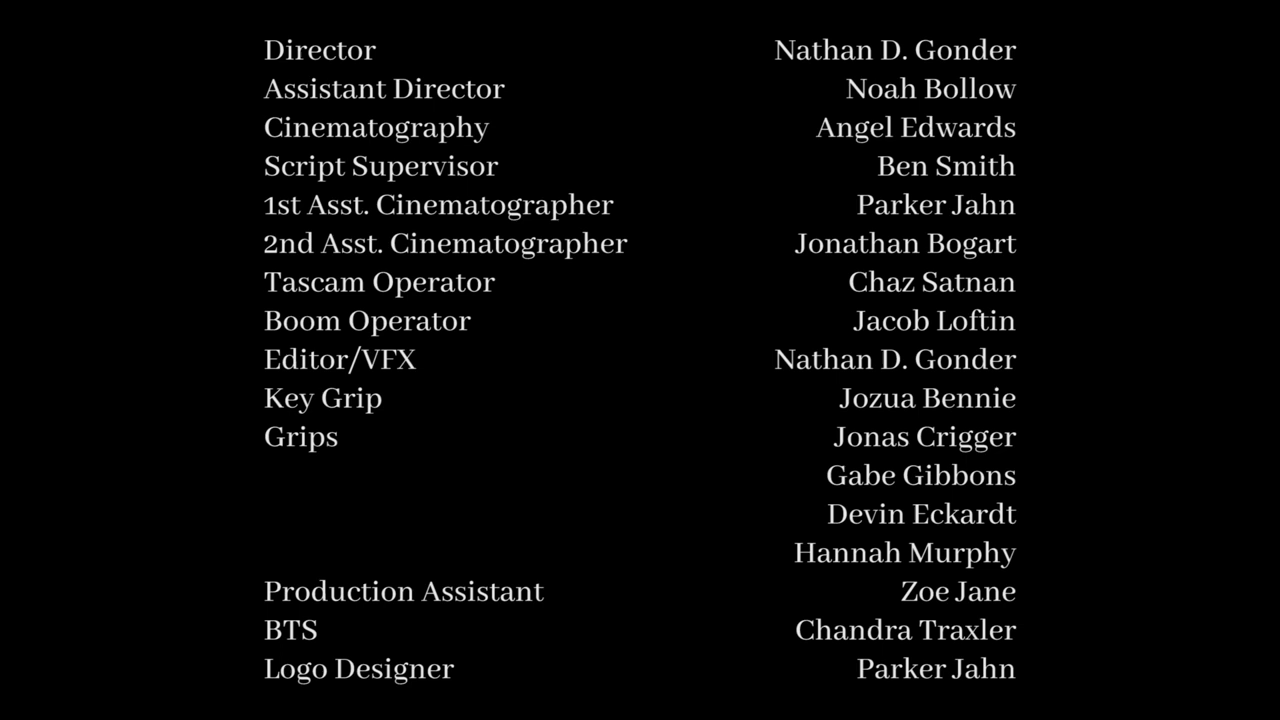 Director Nathan D. Gonder
Assistant Director Noah Bollow
Cinematography Angel Edwards
Script Supervisor Ben Smith
1st Asst. Cinematographer Parker Jahn
2nd Asst. Cinematographer Jonathan Bogart
Tascam Operator Chaz Satnan
Boom Operator Jacob Loftin
Editor/VFX Nathan D. Gonder
Key Grip Jozua Bennie
Grips Jonas Crigger
Gabe Gibbons
Devin Eckardt
Hannah Murphy
Production Assistant Zoe Jane
BTS Chandra Traxler
Logo Designer Parker Jahn